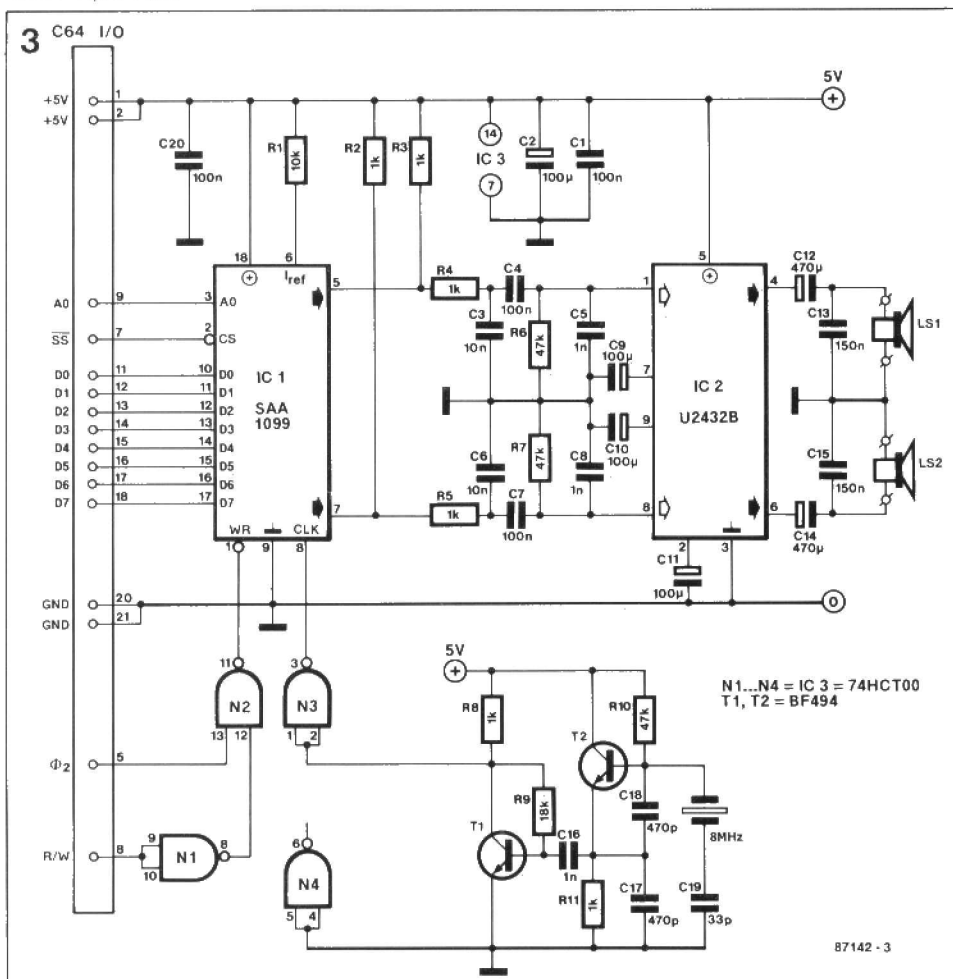 3 C64 I/O
+5V 1
+5V 2
5V
+
C20
100n
R1
10k
R2
1k
R3
1k
14
IC 3
7
C2
100µ
C1
100n
18
6
⊕
Iref
5
A0 9 3 A0
SS 7 2 CS
D0 11 10 D0
D1 12 11 D1
D2 13 12 D2
D3 14 13 D3
D4 15 14 D4
D5 16 15 D5
D6 17 16 D6
D7 18 17 D7
IC 1
SAA
1099
WR CLK
1 9 8
7
R4
1k
C4
100n
C3
10n
R6
47k
C5
1n
C9
100µ
C10
100µ
R7
47k
C6
10n
C8
1n
R5
1k
C7
100n
5
⊕
1
7
9
8
IC 2
U2432B
4
6
2
3
C11
100µ
C12
470µ
C13
150n
LS1
C15
150n
LS2
C14
470µ
GND 20
GND 21
0
11
N2
13 12
3
N3
1 2
Φ2 5
R/W 8
9
10
N1
8
6
N4
5 4
5V
+
R8
1k
R9
18k
T1
C16
1n
T2
R10
47k
C18
470p
8MHz
R11
1k
C17
470p
C19
33p
N1...N4 = IC 3 = 74HCT00
T1, T2 = BF494
87142 - 3